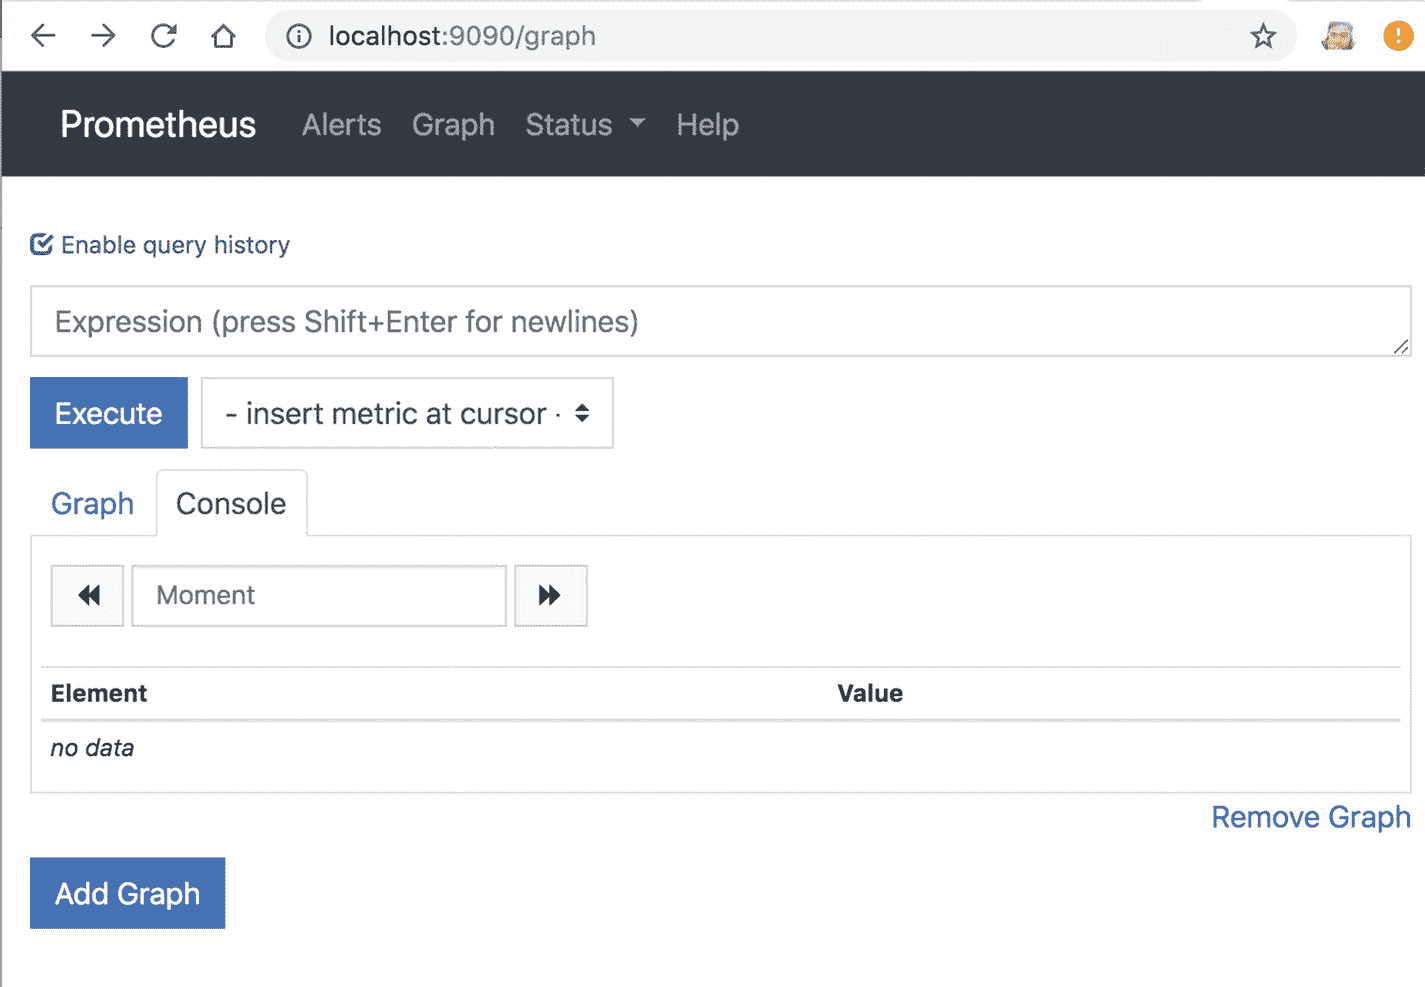 localhost:9090/graph
Prometheus Alerts Graph Status Help
Enable query history
Expression (press Shift+Enter for newlines)
Execute - insert metric at cursor -
Graph Console
Moment
Element Value
no data
Remove Graph
Add Graph